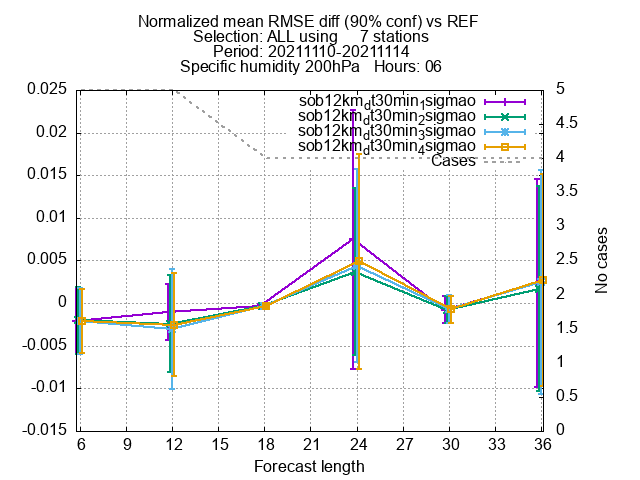 Normalized mean RMSE diff (90% conf) vs REF
Selection: ALL using 7 stations
Period: 20211110-20211114
Specific humidity 200hPa Hours: 06
sob12km_dt30min_1sigmao
sob12km_dt30min_2sigmao
sob12km_dt30min_3sigmao
sob12km_dt30min_4sigmao
Cases
0.025
0.02
0.015
0.01
0.005
0
-0.005
-0.01
-0.015
5
4.5
4
3.5
3
2.5
2
1.5
1
0.5
0
No cases
6 9 12 15 18 21 24 27 30 33 36
Forecast length